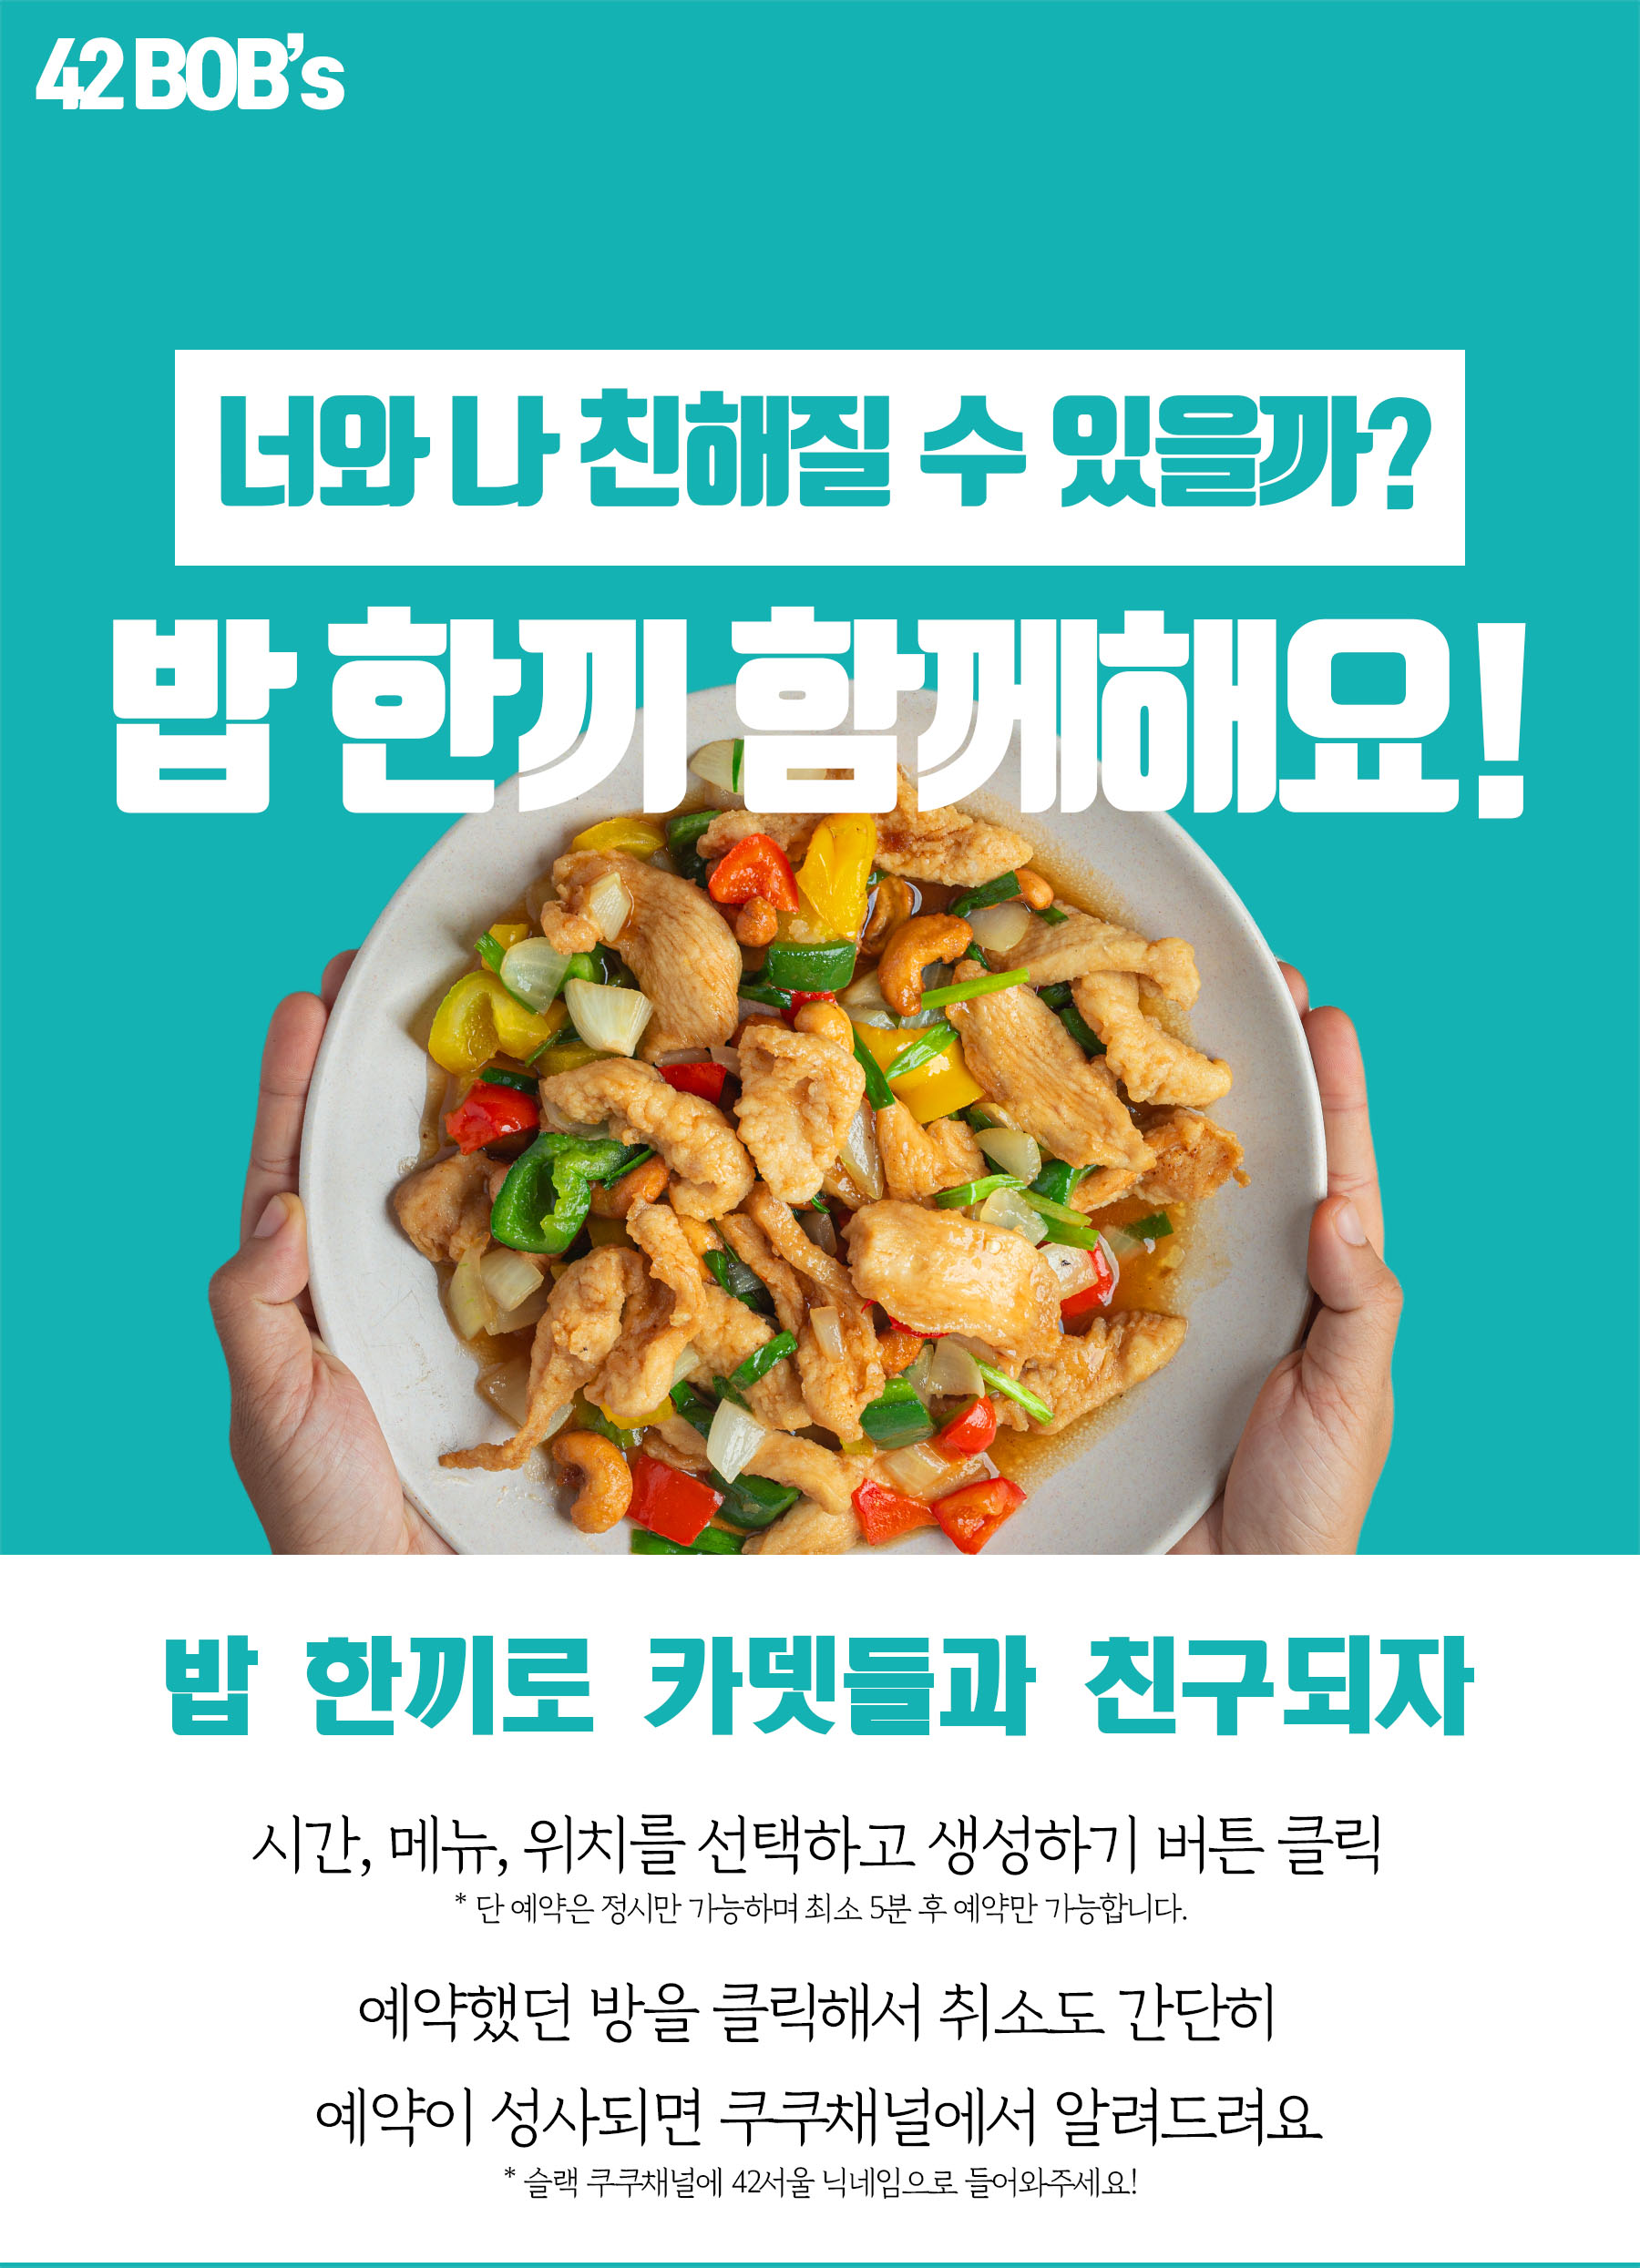 42 BOB's
너와 나 친해질 수 있을까?
밥 한끼 함께해요!
밥 한끼로 카뎃들과 친구되자
시간, 메뉴, 위치를 선택하고 생성하기 버튼 클릭
* 단 예약은 정시만 가능하며 최소 5분 후 예약만 가능합니다.
예약했던 방을 클릭해서 취소도 간단히
예약이 성사되면 쿠쿠채널에서 알려드려요
* 슬랙 쿠쿠채널에 42서울 닉네임으로 들어와주세요!